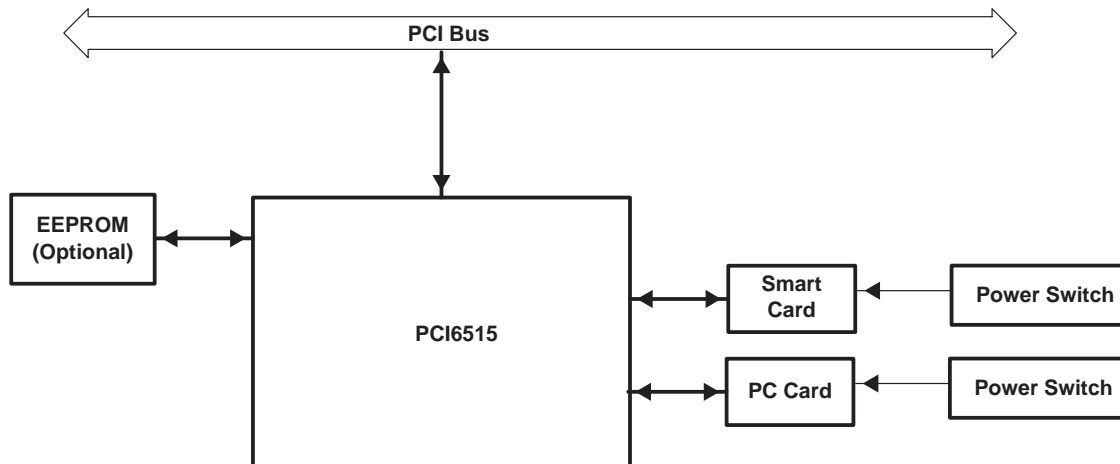 PCI Bus
EEPROM
(Optional)
PCI6515
Smart
Card
Power Switch
PC Card
Power Switch